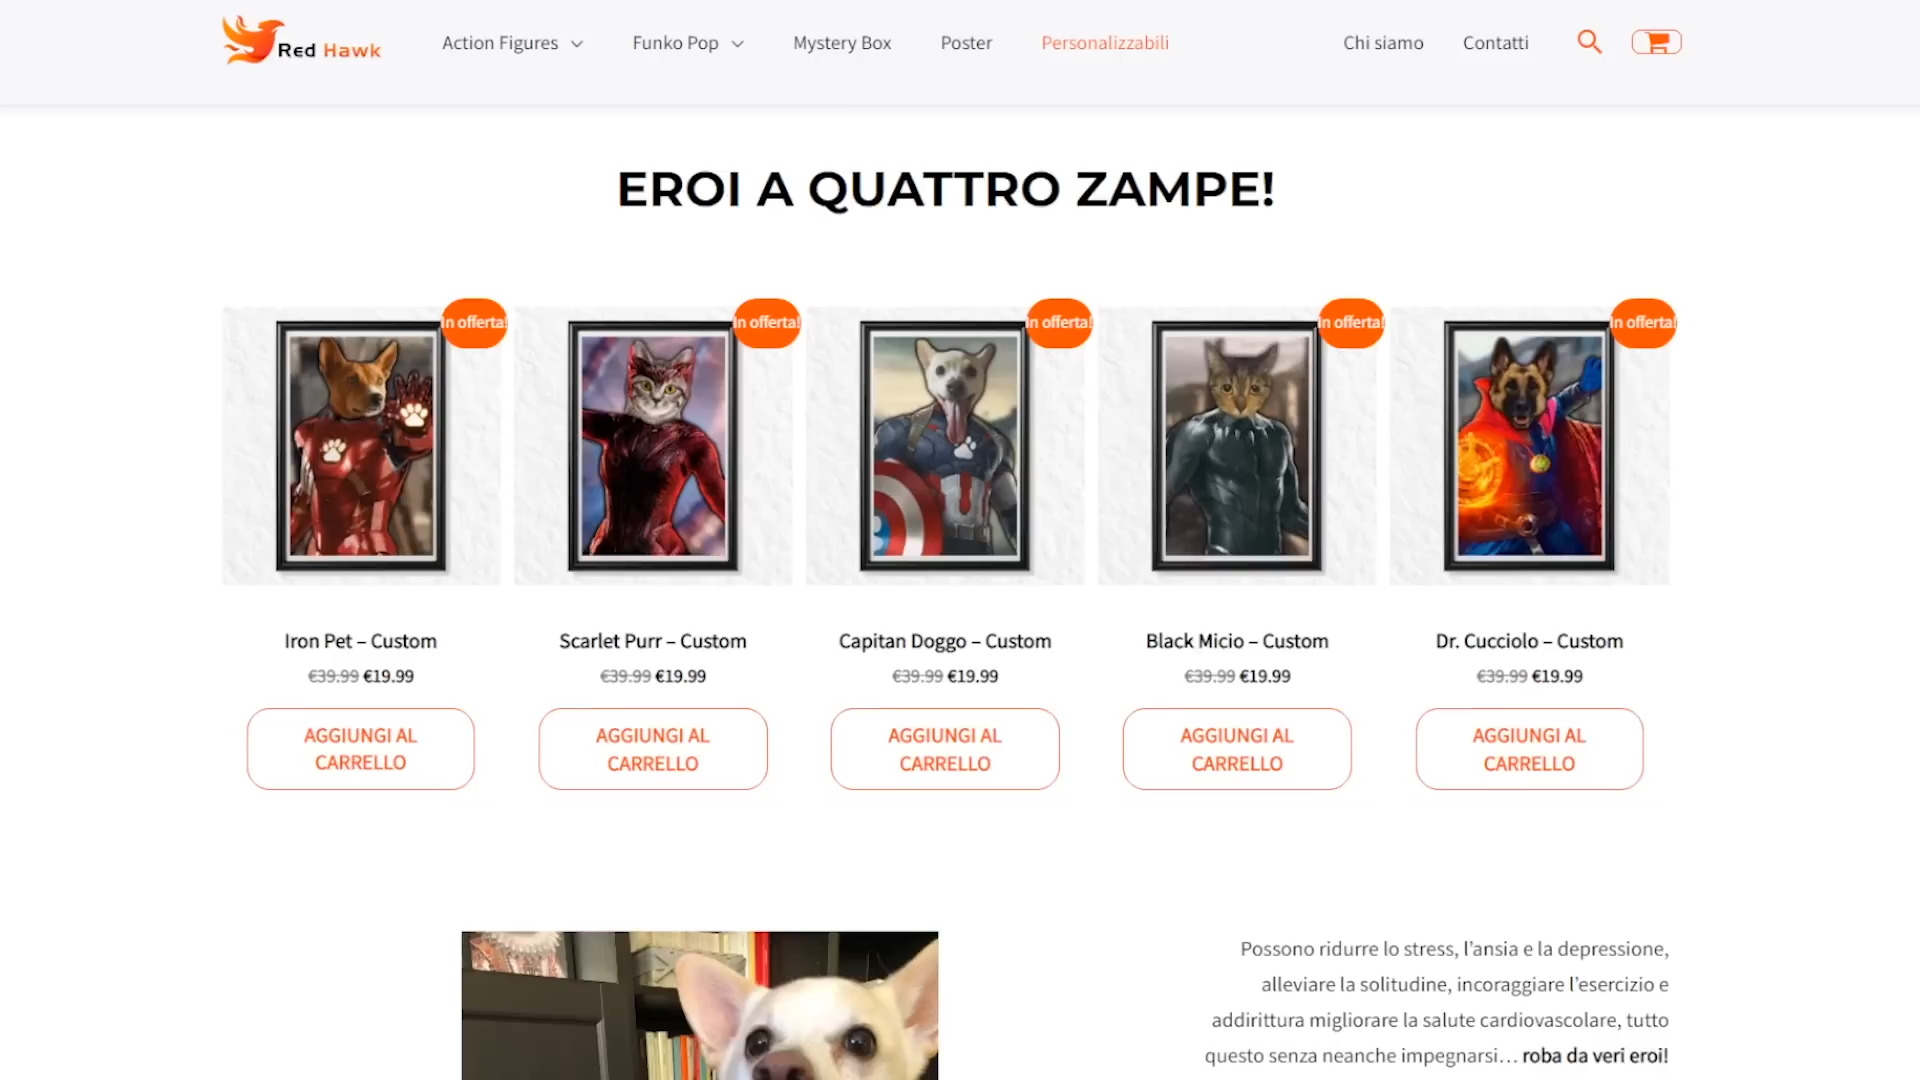 Red Hawk
Action Figures
Funko Pop
Mystery Box
Poster
Personalizzabili
Chi siamo
Contatti
EROI A QUATTRO ZAMPE!
In offerta!
In offerta!
In offerta!
In offerta!
In offerta!
Iron Pet – Custom
€39.99 €19.99
AGGIUNGI AL
CARRELLO
Scarlet Purr – Custom
€39.99 €19.99
AGGIUNGI AL
CARRELLO
Capitan Doggo – Custom
€39.99 €19.99
AGGIUNGI AL
CARRELLO
Black Micio – Custom
€39.99 €19.99
AGGIUNGI AL
CARRELLO
Dr. Cucciolo – Custom
€39.99 €19.99
AGGIUNGI AL
CARRELLO
Possono ridurre lo stress, l’ansia e la depressione,
alleviare la solitudine, incoraggiare l’esercizio e
addirittura migliorare la salute cardiovascolare, tutto
questo senza neanche impegnarsi… roba da veri eroi!